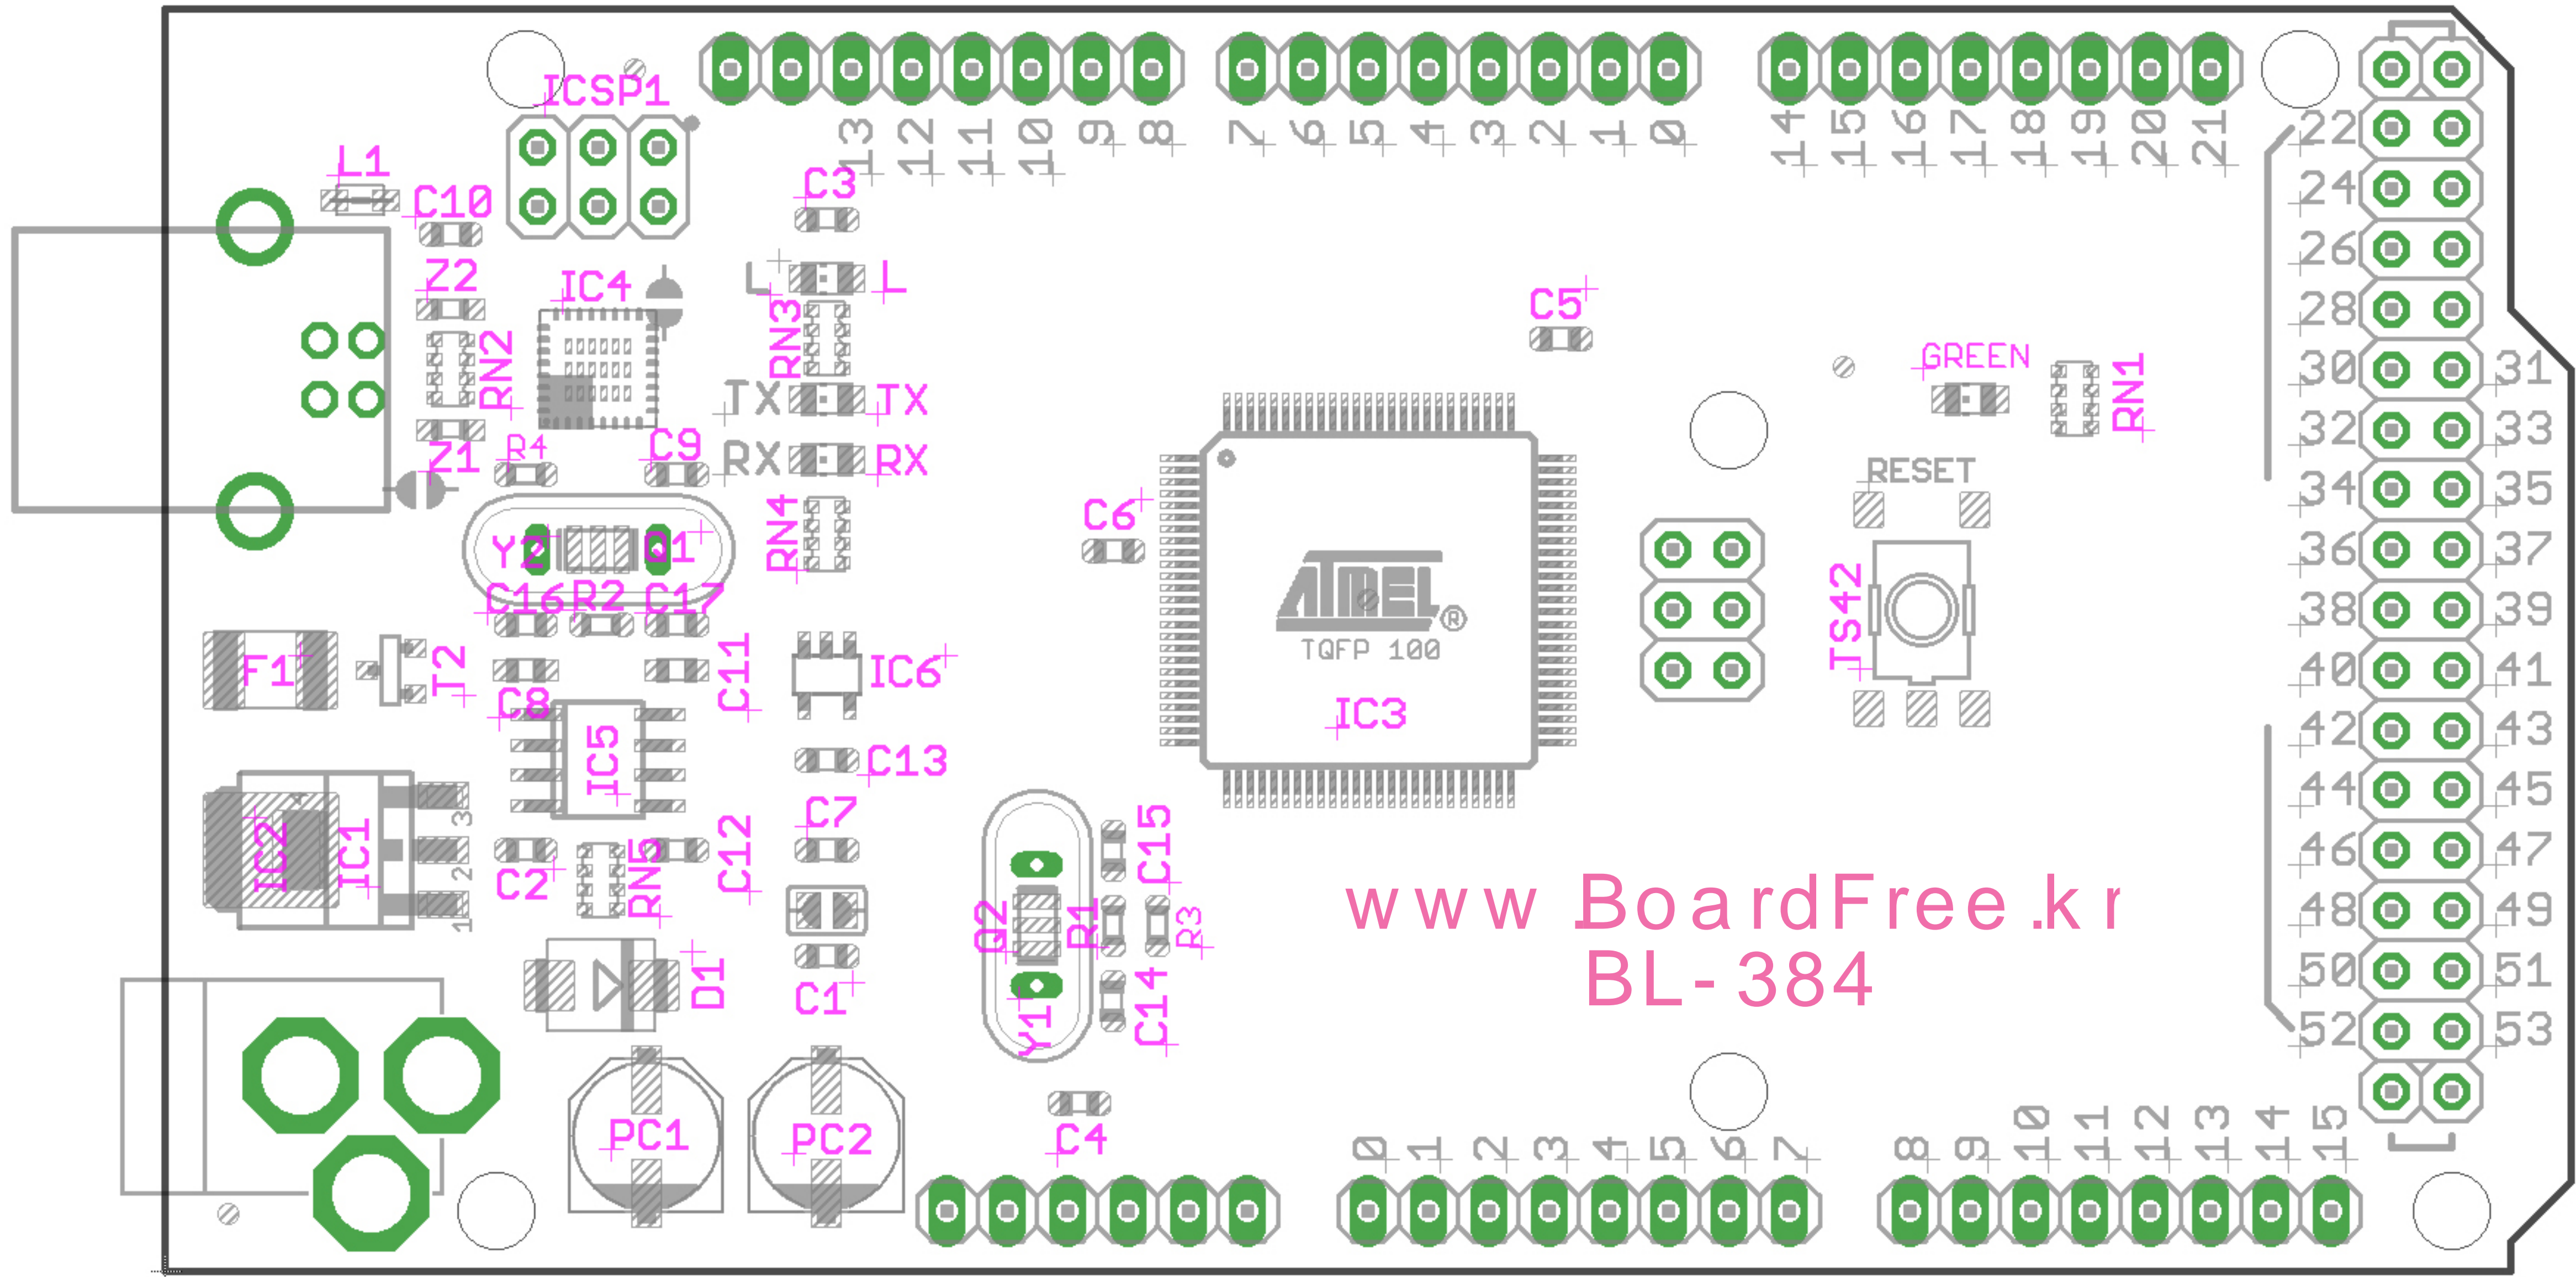 ICSP1
13 12 11 10 9 8
7 6 5 4 3 2 1 0
14 15 16 17 18 19 20 21
22
L1
C3
24
C10
26
Z2
IC4
L
L
C5
28
RN2
RN3
GREEN
RN1
30
31
TX
TX
32
33
R4
C9
Z1
RX
RX
RESET
34
35
C6
RN4
Y2
Q1
36
37
ATMEL®
C16
R2
C17
TS42
38
39
TQFP 100
F1
T2
C11
IC6
40
41
C8
IC3
42
43
IC5
C13
4
3
44
45
C7
C15
IC2
IC1
2
C2
RN5
C12
46
47
www.BoardFree.kr
1
Q2
R1
R3
48
49
BL-384
D1
C1
C14
50
51
Y1
52
53
PC1
PC2
C4
0 1 2 3 4 5 6 7
8 9 10 11 12 13 14 15